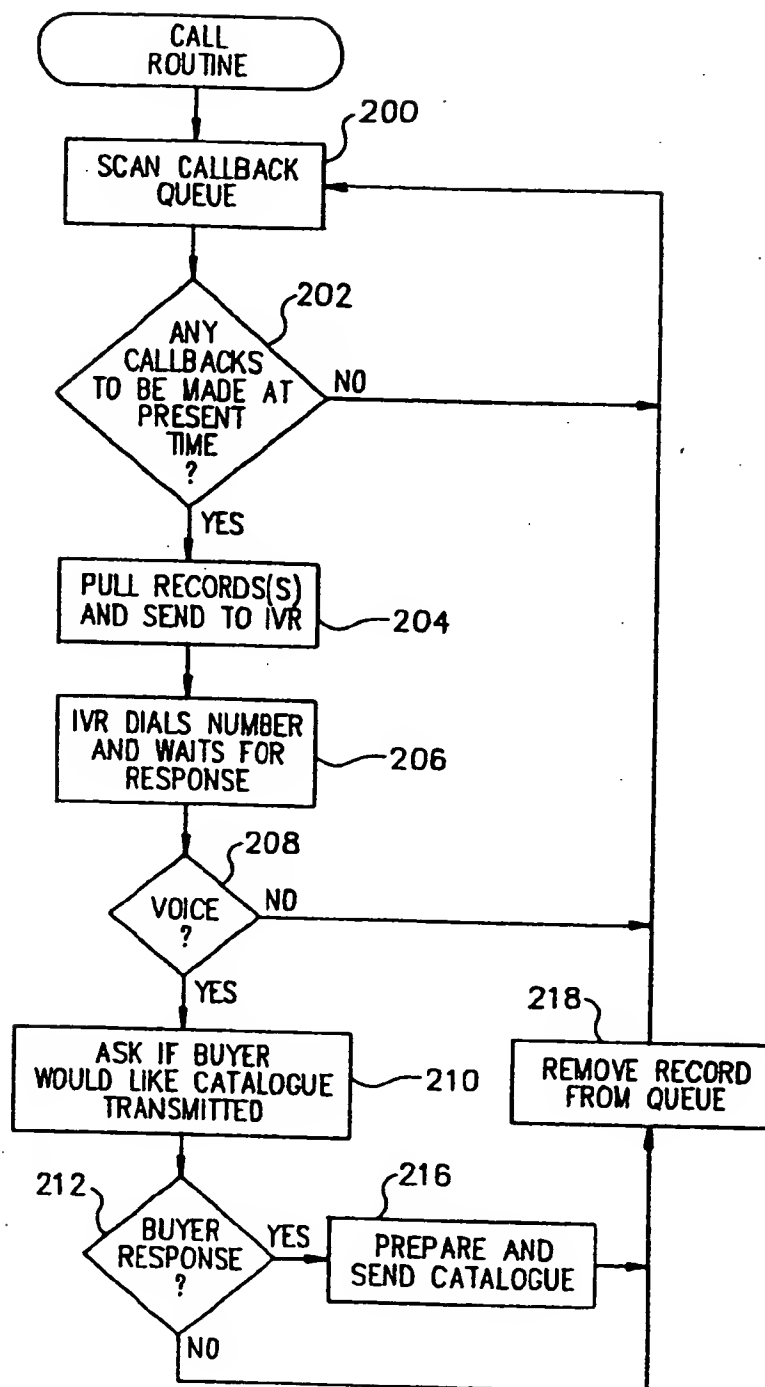 CALL
ROUTINE
200
SCAN CALLBACK
QUEUE
202
ANY
CALLBACKS
TO BE MADE AT
PRESENT
TIME
?
NO
YES
PULL RECORDS(S)
AND SEND TO IVR
204
IVR DIALS NUMBER
AND WAITS FOR
RESPONSE
206
208
VOICE
?
NO
YES
ASK IF BUYER
WOULD LIKE CATALOGUE
TRANSMITTED
210
218
REMOVE RECORD
FROM QUEUE
212
BUYER
RESPONSE
?
YES
216
PREPARE AND
SEND CATALOGUE
NO